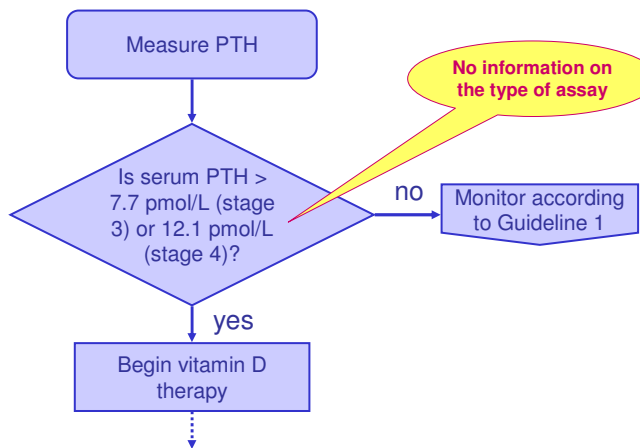 Measure PTH
No information on
the type of assay
Is serum PTH >
7.7 pmol/L (stage
3) or 12.1 pmol/L
(stage 4)?
no
Monitor according
to Guideline 1
yes
Begin vitamin D
therapy